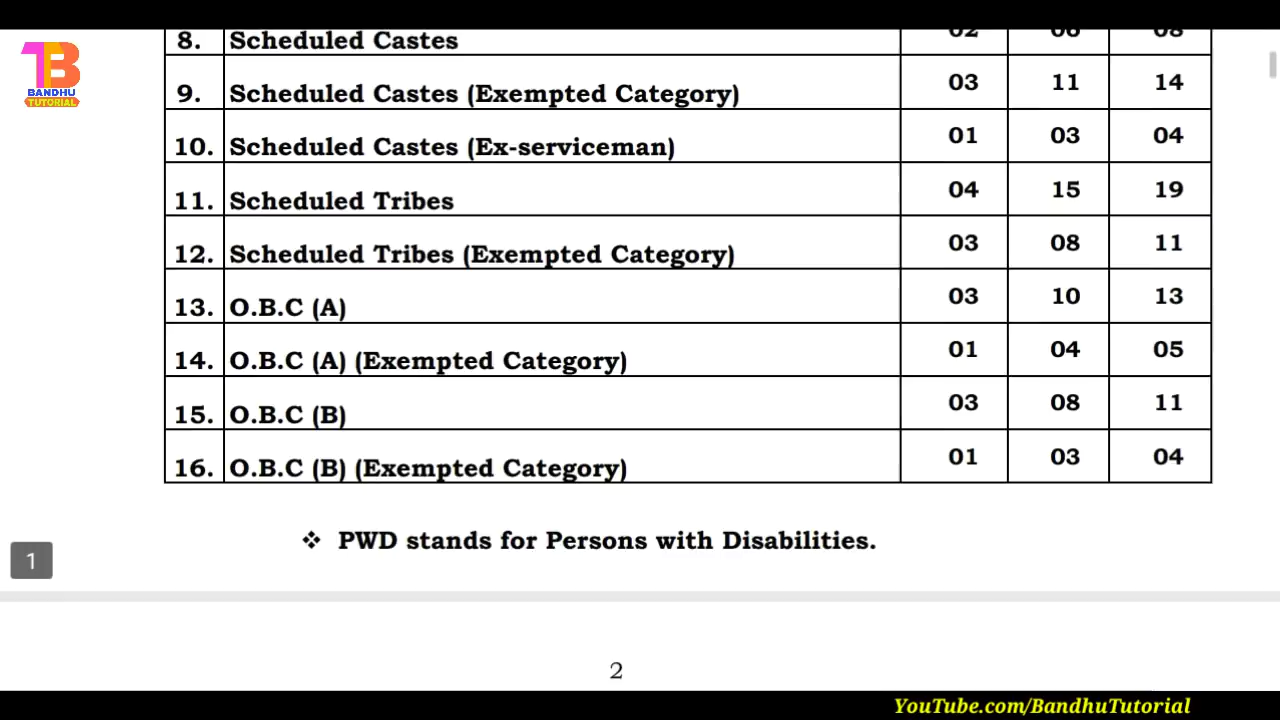 TB
BANDHU
TUTORIAL
8. Scheduled Castes 02 06 08
9. Scheduled Castes (Exempted Category) 03 11 14
10. Scheduled Castes (Ex-serviceman) 01 03 04
11. Scheduled Tribes 04 15 19
12. Scheduled Tribes (Exempted Category) 03 08 11
13. O.B.C (A) 03 10 13
14. O.B.C (A) (Exempted Category) 01 04 05
15. O.B.C (B) 03 08 11
16. O.B.C (B) (Exempted Category) 01 03 04
❖ PWD stands for Persons with Disabilities.
1
2
YouTube.com/BandhuTutorial